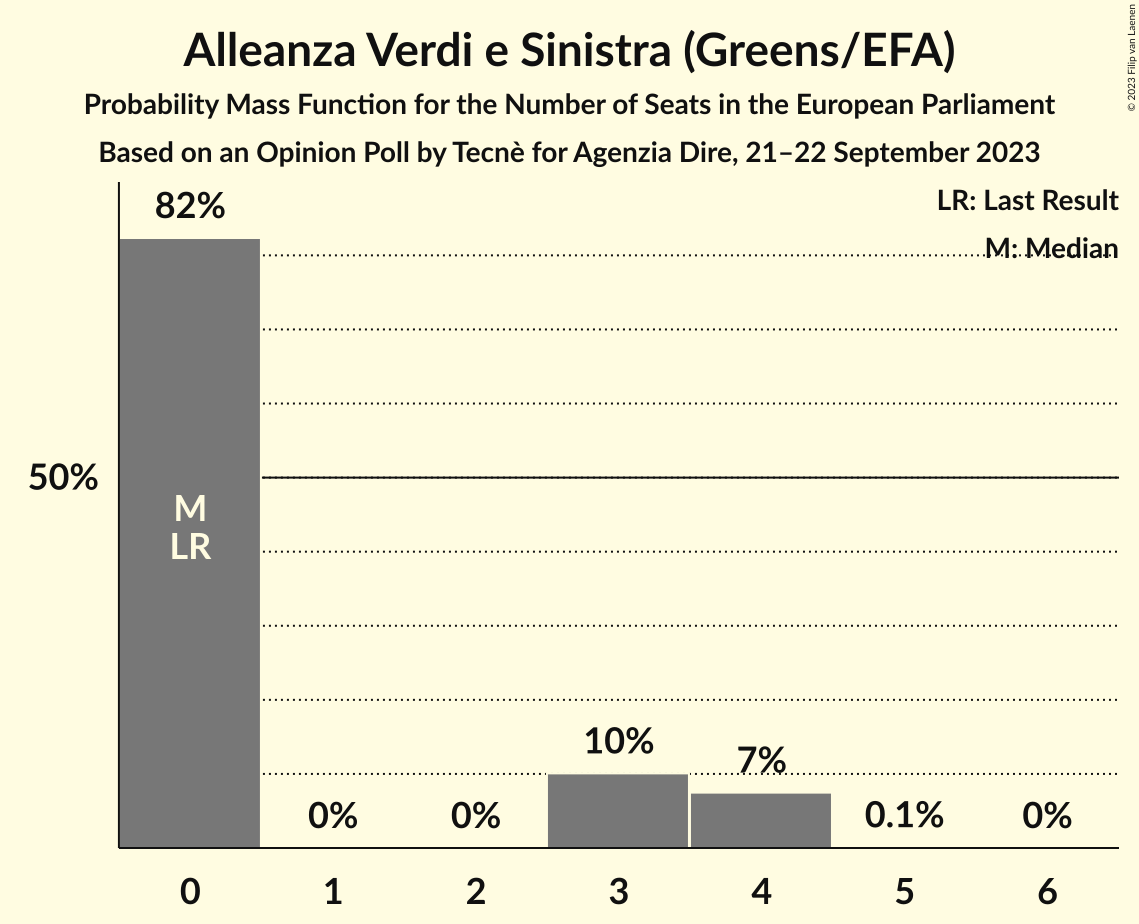 Alleanza Verdi e Sinistra (Greens/EFA)
Probability Mass Function for the Number of Seats in the European Parliament
Based on an Opinion Poll by Tecnè for Agenzia Dire, 21–22 September 2023
© 2023 Filip van Laenen
LR: Last Result
M: Median
82%
50%
M
LR
0%
0%
10%
7%
0.1%
0%
0
1
2
3
4
5
6